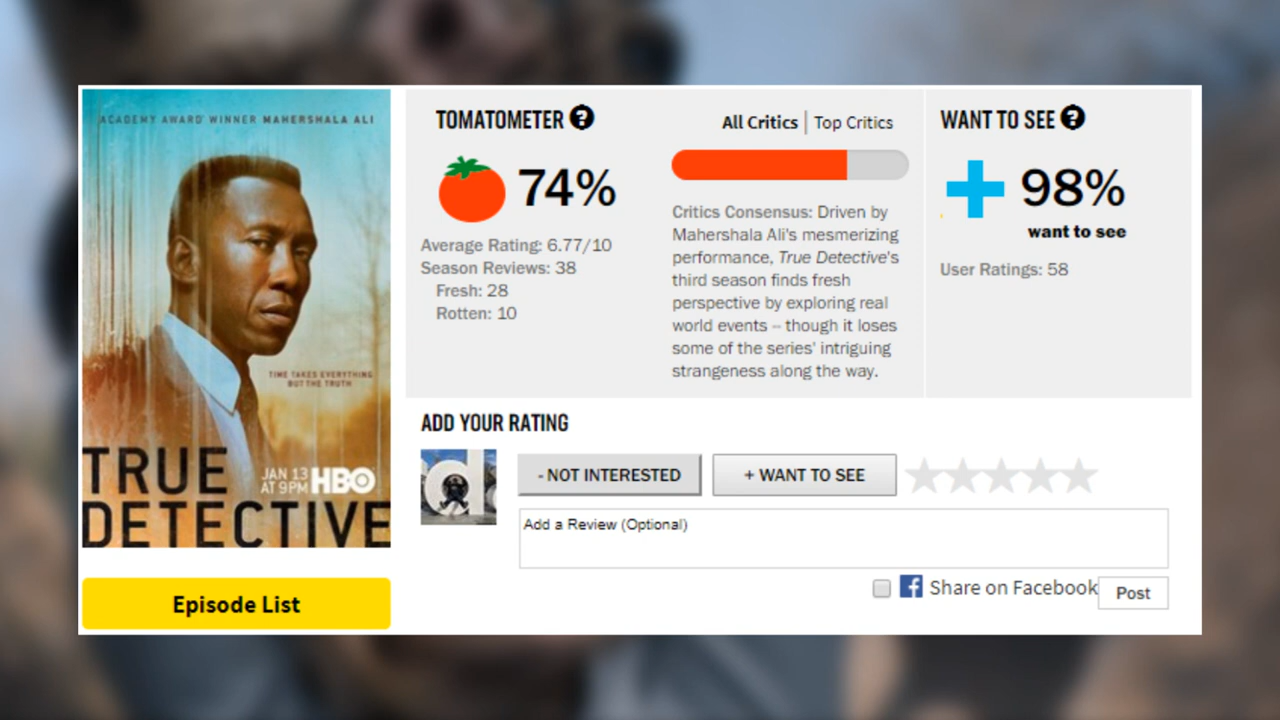 ACADEMY AWARD WINNER MAHERSHALA ALI
TIME TAKES EVERYTHING
BUT THE TRUTH
JAN 13
AT 9PM HBO
TRUE
DETECTIVE
Episode List
TOMATOMETER ?
74%
Average Rating: 6.77/10
Season Reviews: 38
Fresh: 28
Rotten: 10
All Critics | Top Critics
Critics Consensus: Driven by
Mahershala Ali's mesmerizing
performance, True Detective's
third season finds fresh
perspective by exploring real
world events -- though it loses
some of the series' intriguing
strangeness along the way.
WANT TO SEE ?
98%
want to see
User Ratings: 58
ADD YOUR RATING
d
- NOT INTERESTED
+ WANT TO SEE
Add a Review (Optional)
f Share on Facebook
Post